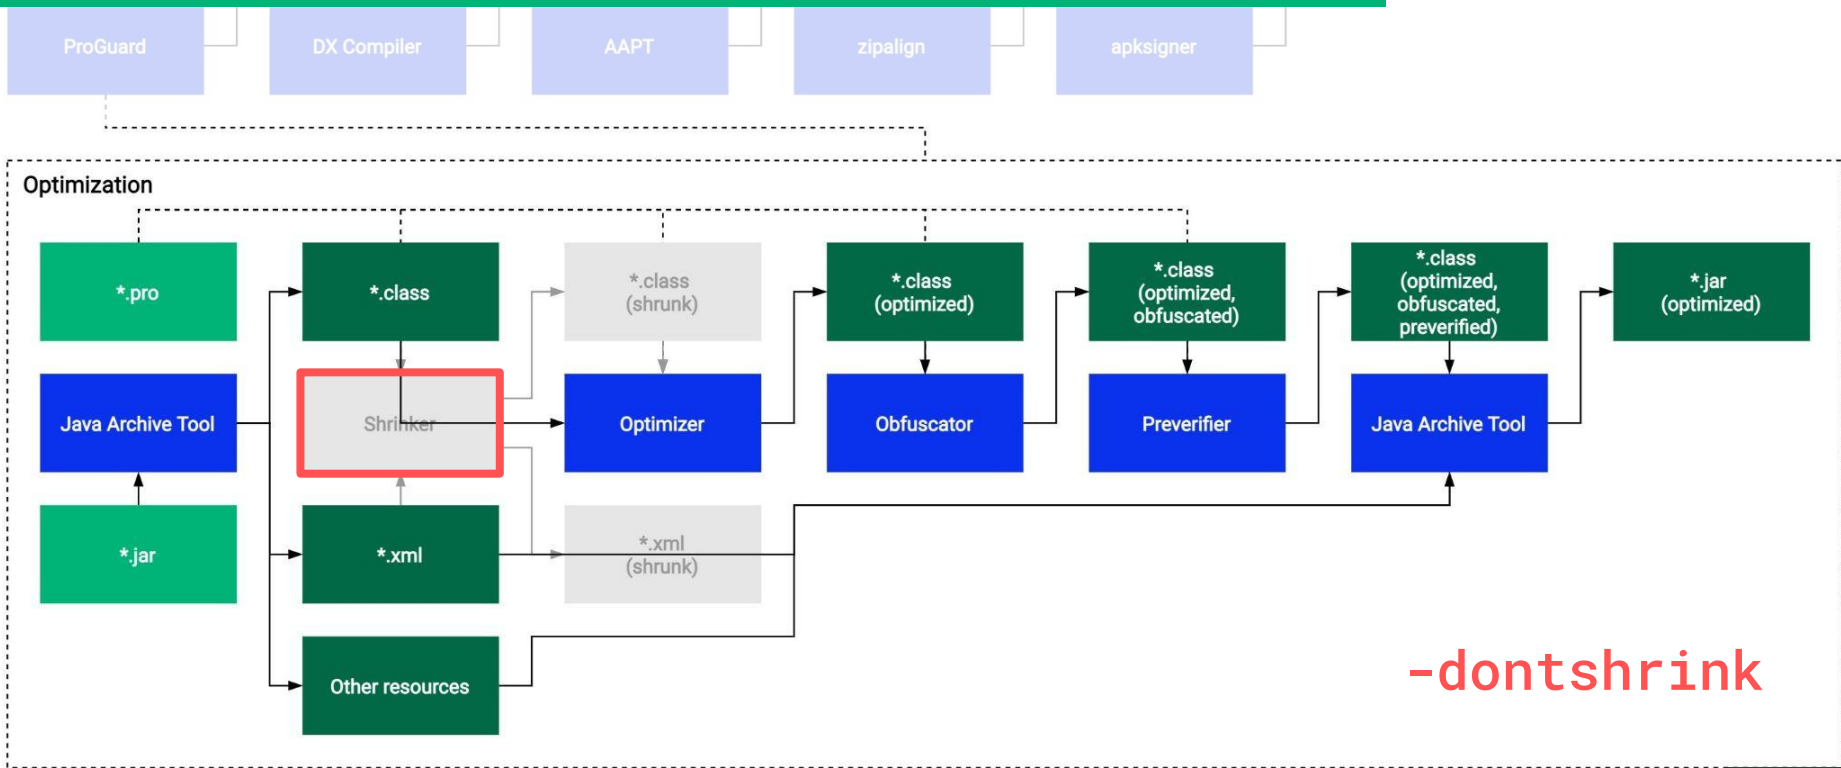 ProGuard
DX Compiler
AAPT
zipalign
apksigner
Optimization
*.pro
*.class
*.class
(shrunk)
*.class
(optimized)
*.class
(optimized,
obfuscated)
*.class
(optimized,
obfuscated,
preverified)
*.jar
(optimized)
Java Archive Tool
Shrinker
Optimizer
Obfuscator
Preverifier
Java Archive Tool
*.jar
*.xml
*.xml
(shrunk)
Other resources
-dontshrink